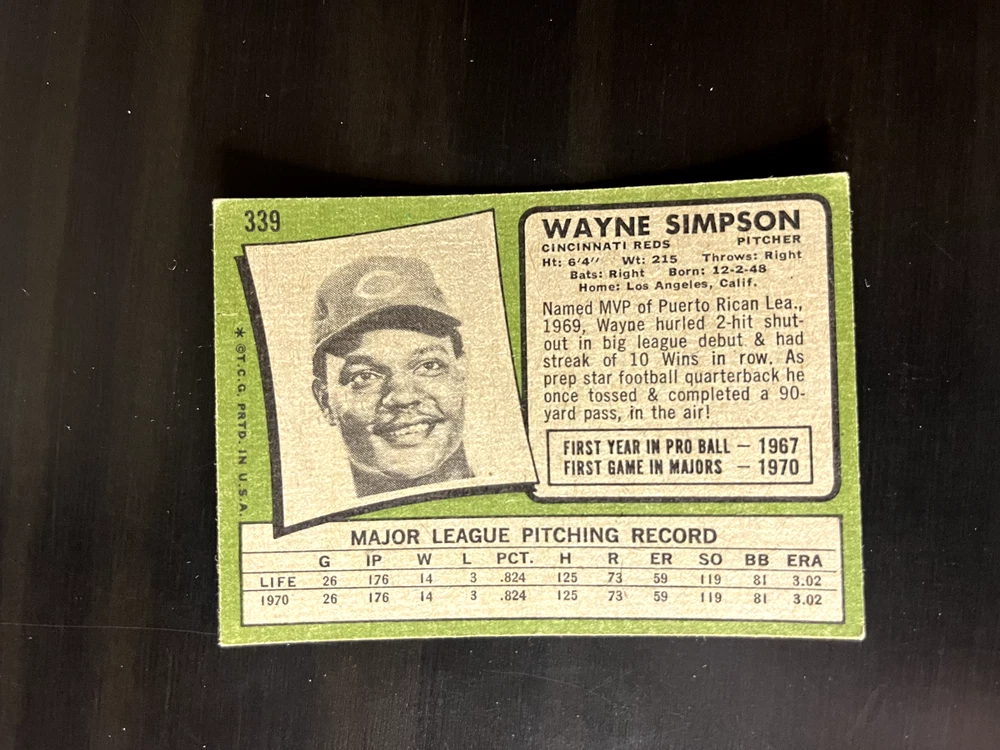 339
WAYNE SIMPSON
CINCINNATI REDS PITCHER
Ht: 6'4" Wt: 215 Throws: Right
Bats: Right Born: 12-2-48
Home: Los Angeles, Calif.
Named MVP of Puerto Rican Lea.,
1969, Wayne hurled 2-hit shut-
out in big league debut & had
streak of 10 Wins in row. As
prep star football quarterback he
once tossed & completed a 90-
yard pass, in the air!
FIRST YEAR IN PRO BALL — 1967
FIRST GAME IN MAJORS — 1970
* ©T.C.G. PRTD. IN U.S.A.
MAJOR LEAGUE PITCHING RECORD
G IP W L PCT. H R ER SO BB ERA
LIFE 26 176 14 3 .824 125 73 59 119 81 3.02
1970 26 176 14 3 .824 125 73 59 119 81 3.02